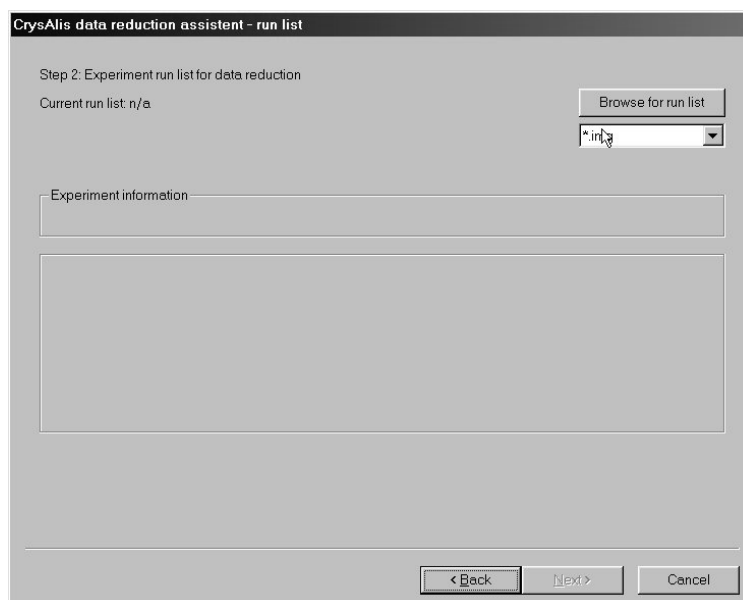 CrysAlis data reduction assistent - run list
Step 2: Experiment run list for data reduction
Current run list: n/a
Browse for run list
*.img
Experiment information
< Back
Next >
Cancel